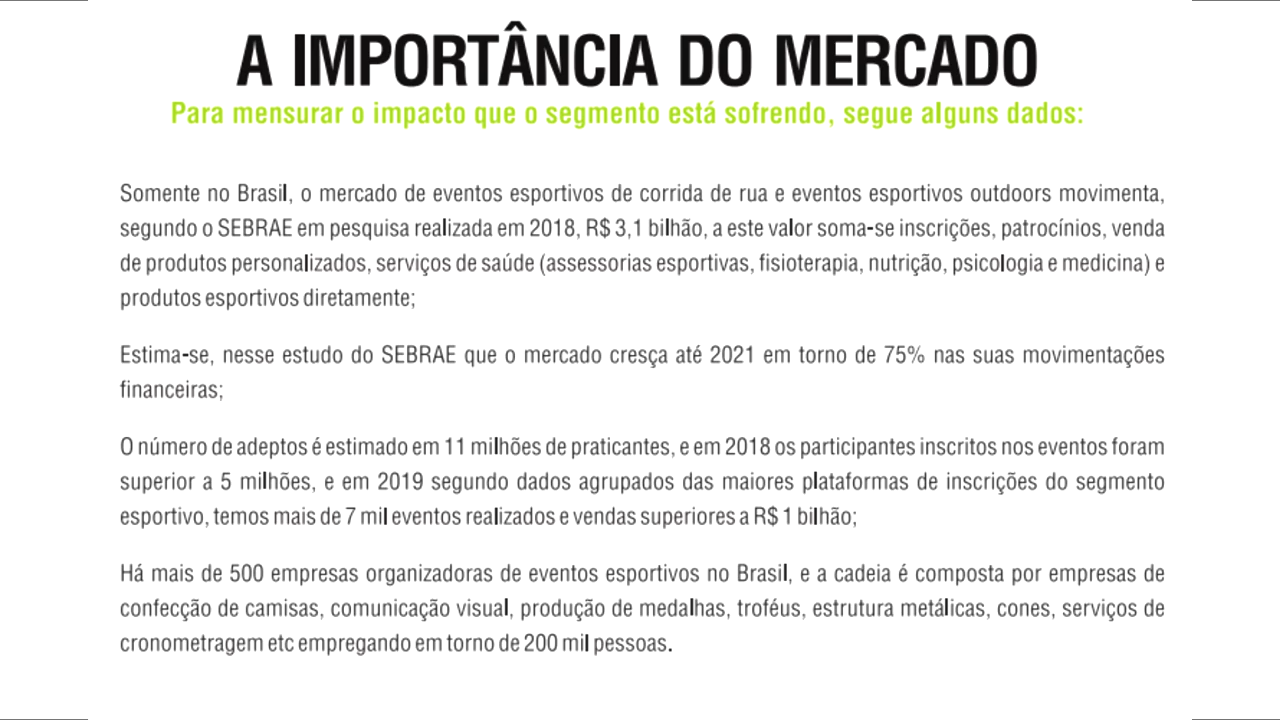 A IMPORTÂNCIA DO MERCADO
Para mensurar o impacto que o segmento está sofrendo, segue alguns dados:
Somente no Brasil, o mercado de eventos esportivos de corrida de rua e eventos esportivos outdoors movimenta,
segundo o SEBRAE em pesquisa realizada em 2018, R$ 3,1 bilhão, a este valor soma-se inscrições, patrocínios, venda
de produtos personalizados, serviços de saúde (assessorias esportivas, fisioterapia, nutrição, psicologia e medicina) e
produtos esportivos diretamente;
Estima-se, nesse estudo do SEBRAE que o mercado cresça até 2021 em torno de 75% nas suas movimentações
financeiras;
O número de adeptos é estimado em 11 milhões de praticantes, e em 2018 os participantes inscritos nos eventos foram
superior a 5 milhões, e em 2019 segundo dados agrupados das maiores plataformas de inscrições do segmento
esportivo, temos mais de 7 mil eventos realizados e vendas superiores a R$ 1 bilhão;
Há mais de 500 empresas organizadoras de eventos esportivos no Brasil, e a cadeia é composta por empresas de
confecção de camisas, comunicação visual, produção de medalhas, troféus, estrutura metálicas, cones, serviços de
cronometragem etc empregando em torno de 200 mil pessoas.